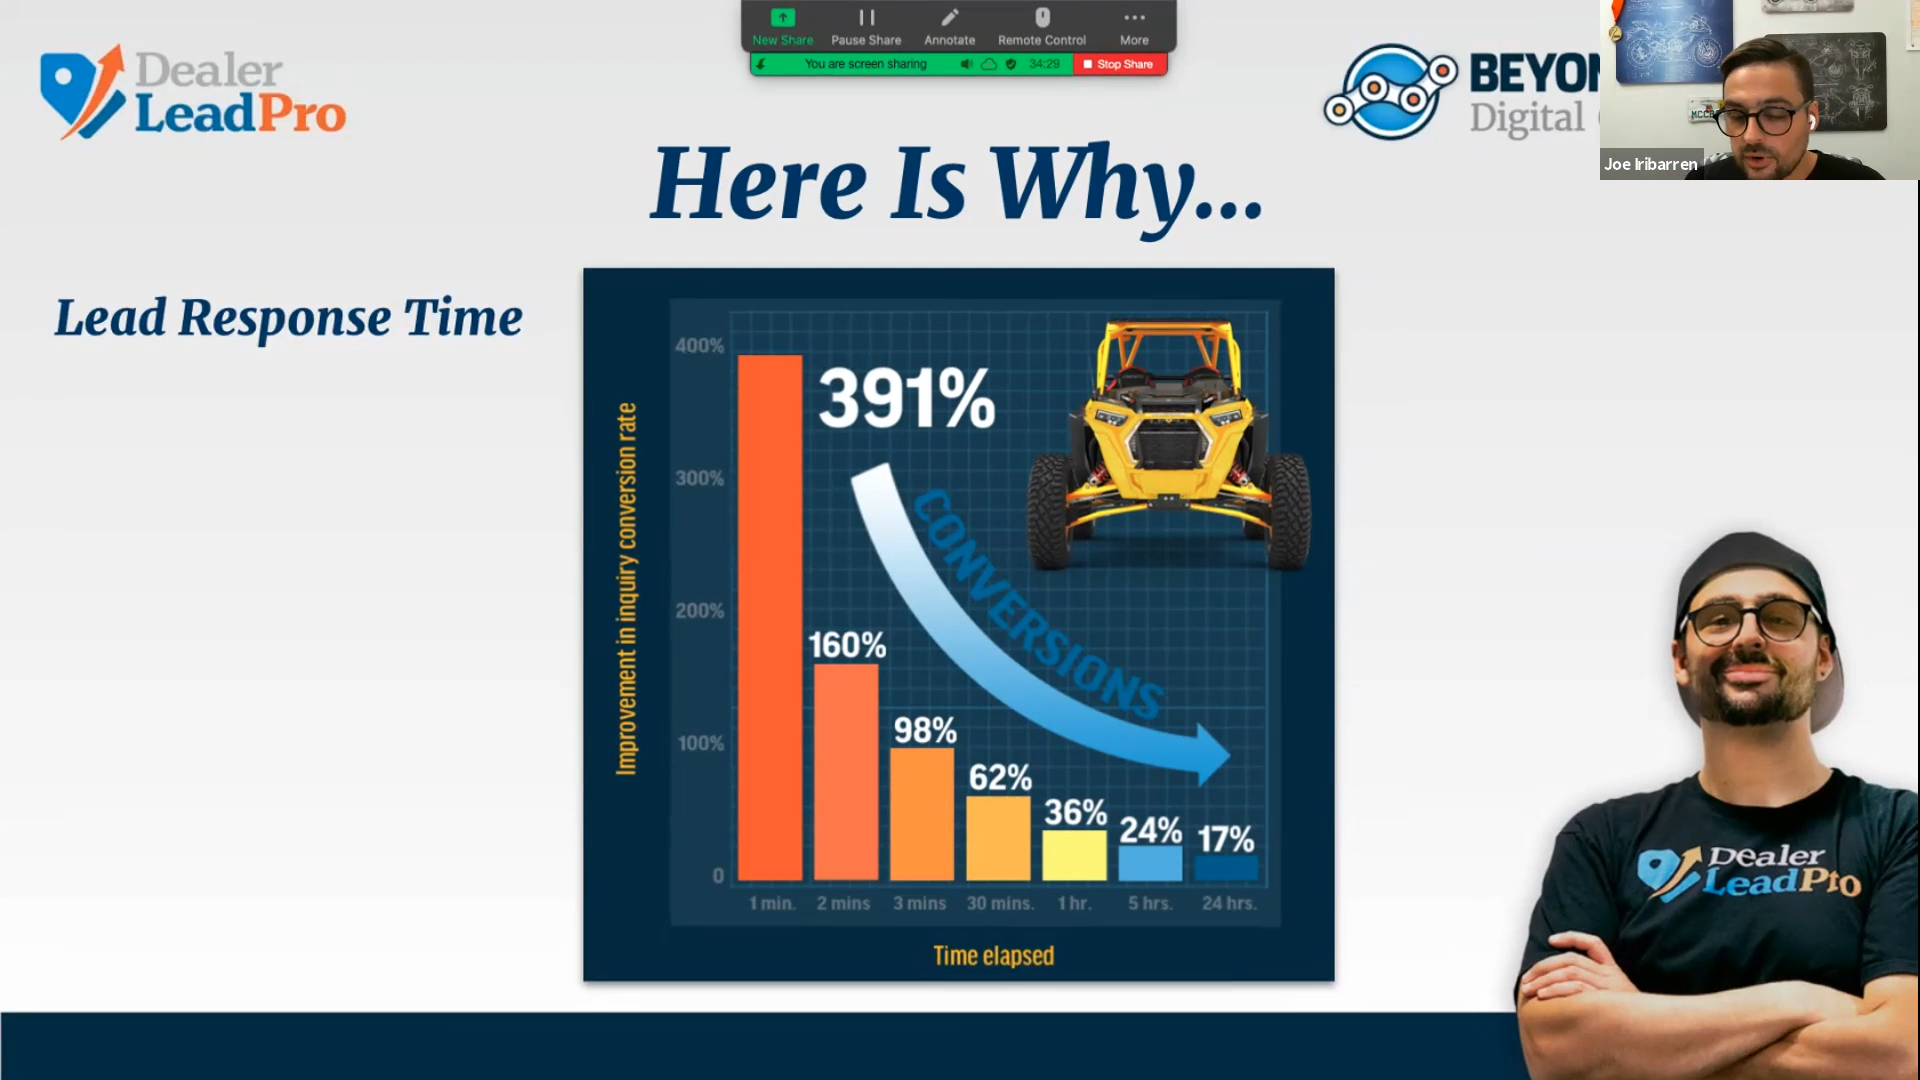 New Share
Pause Share
Annotate
Remote Control
More
You are screen sharing
34:29
Stop Share
Dealer
LeadPro
BEYON
Digital
Joe Iribarren
Here Is Why...
Lead Response Time
Improvement in inquiry conversion rate
400%
300%
200%
100%
0
391%
160%
98%
62%
36%
24%
17%
CONVERSIONS
1 min.
2 mins
3 mins
30 mins.
1 hr.
5 hrs.
24 hrs.
Time elapsed
Dealer
LeadPro